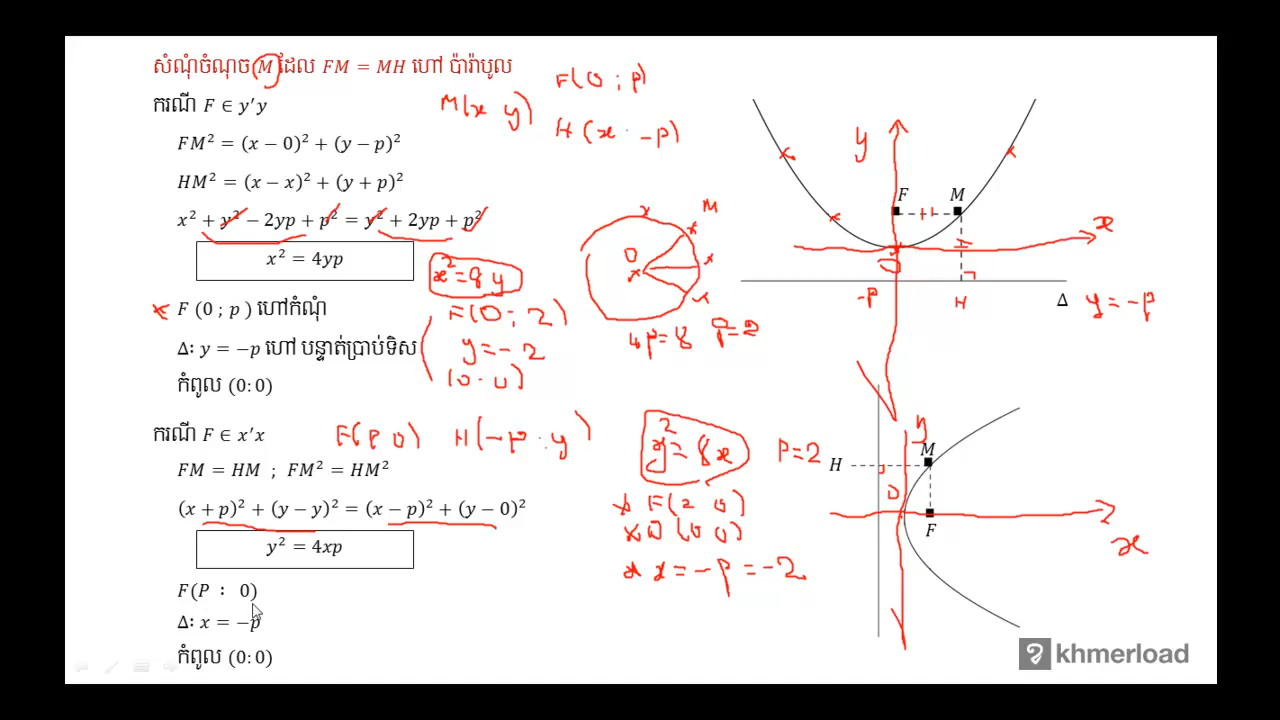 សំណុំចំណុច M ដែល FM = MH ហៅ ប៉ារ៉ាបូល
F(0 ; p)
ករណី F ∈ y′y
M(x y)
H(x · -p)
FM² = (x − 0)² + (y − p)²
HM² = (x − x)² + (y + p)²
x² + y² − 2yp + p² = y² + 2yp + p²
x² = 4yp
x² = 8y
F (0 ; p ) ហៅកំណុំ
F(0 ; 2)
4p = 8 P = 2
Δ: y = −p ហៅ បន្ទាត់ប្រាប់ទិស
y = -2
កំពូល (0: 0)
(0 · 0)
M
O
y
F M
x
O
-P H Δ y = -p
ករណី F ∈ x′x
F(P 0) H(-p · y)
FM = HM ; FM² = HM²
(x + p)² + (y − y)² = (x − p)² + (y − 0)²
y² = 4xp
F(P : 0)
Δ: x = −p
កំពូល (0: 0)
y² = 8x P = 2
F(2 0)
O(0 0)
x = -p = -2
y
M
H
O
F
x
khmerload